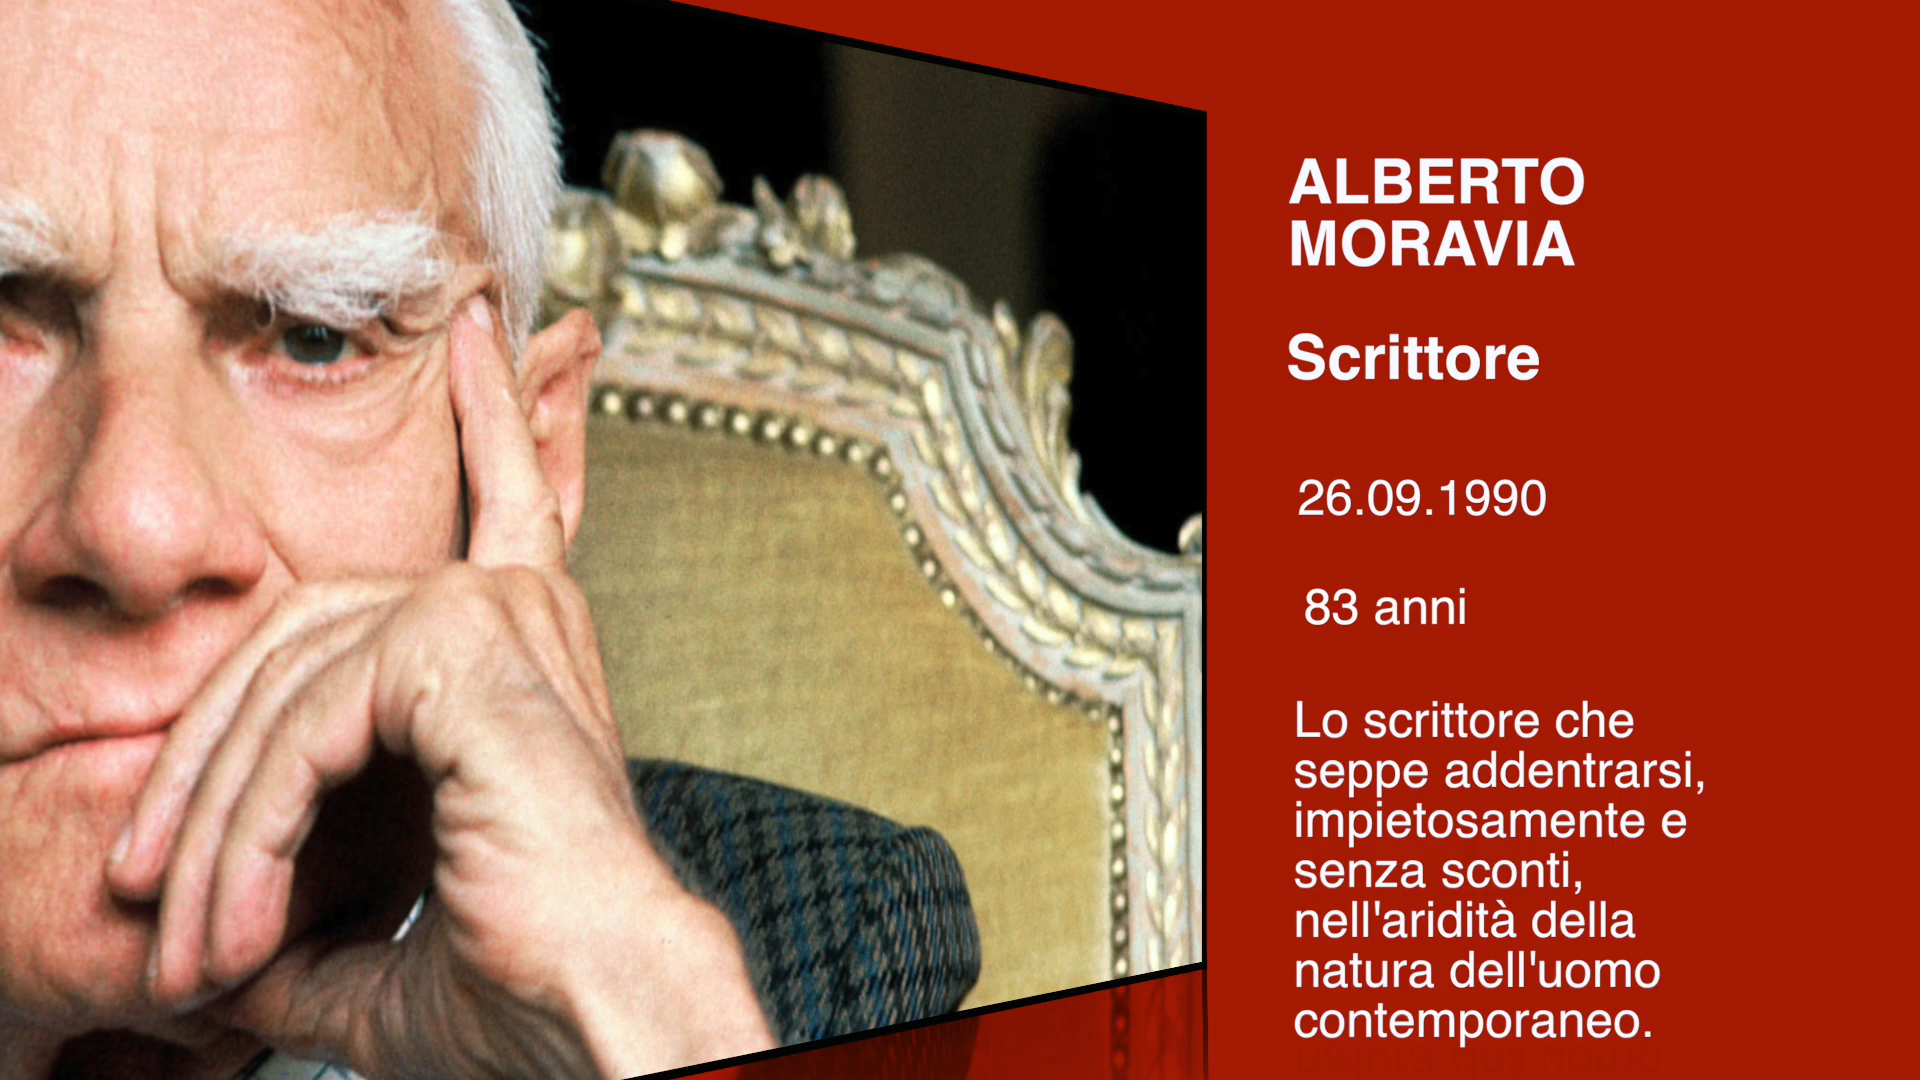 ALBERTO
MORAVIA
Scrittore
26.09.1990
83 anni
Lo scrittore che
seppe addentrarsi,
impietosamente e
senza sconti,
nell'aridità della
natura dell'uomo
contemporaneo.